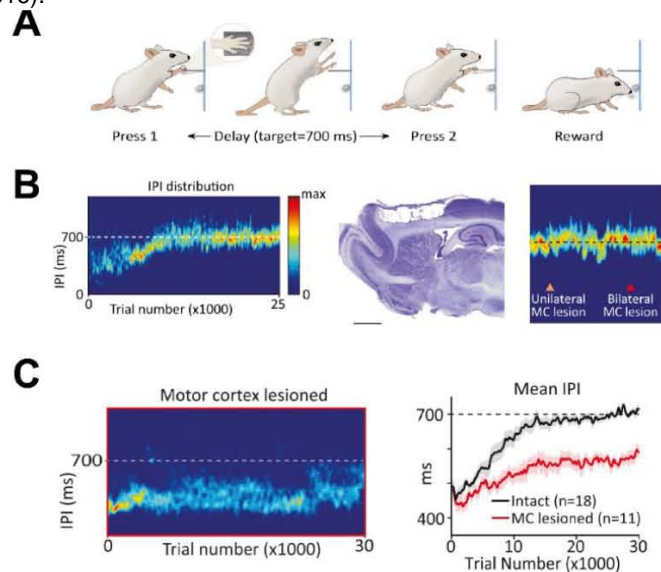 A
Press 1
Delay (target=700 ms)
Press 2
Reward
B
IPI distribution
max
700
IPI (ms)
0
0
25
Trial number (x1000)
0
Unilateral
MC lesion
Bilateral
MC lesion
C
Motor cortex lesioned
700
IPI (ms)
0
30
Trial number (x1000)
Mean IPI
700
ms
400
Intact (n=18)
MC lesioned (n=11)
0
10
20
30
Trial Number (x1000)